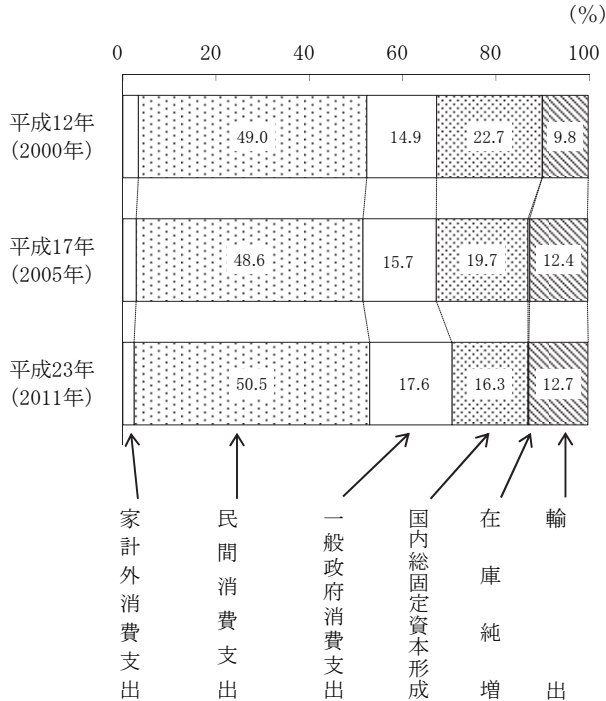 (%)
0 20 40 60 80 100
平成12年
(2000年)
49.0 14.9 22.7 9.8
平成17年
(2005年)
48.6 15.7 19.7 12.4
平成23年
(2011年)
50.5 17.6 16.3 12.7
家計外消費支出
民間消費支出
一般政府消費支出
国内総固定資本形成
在庫純増
輸出